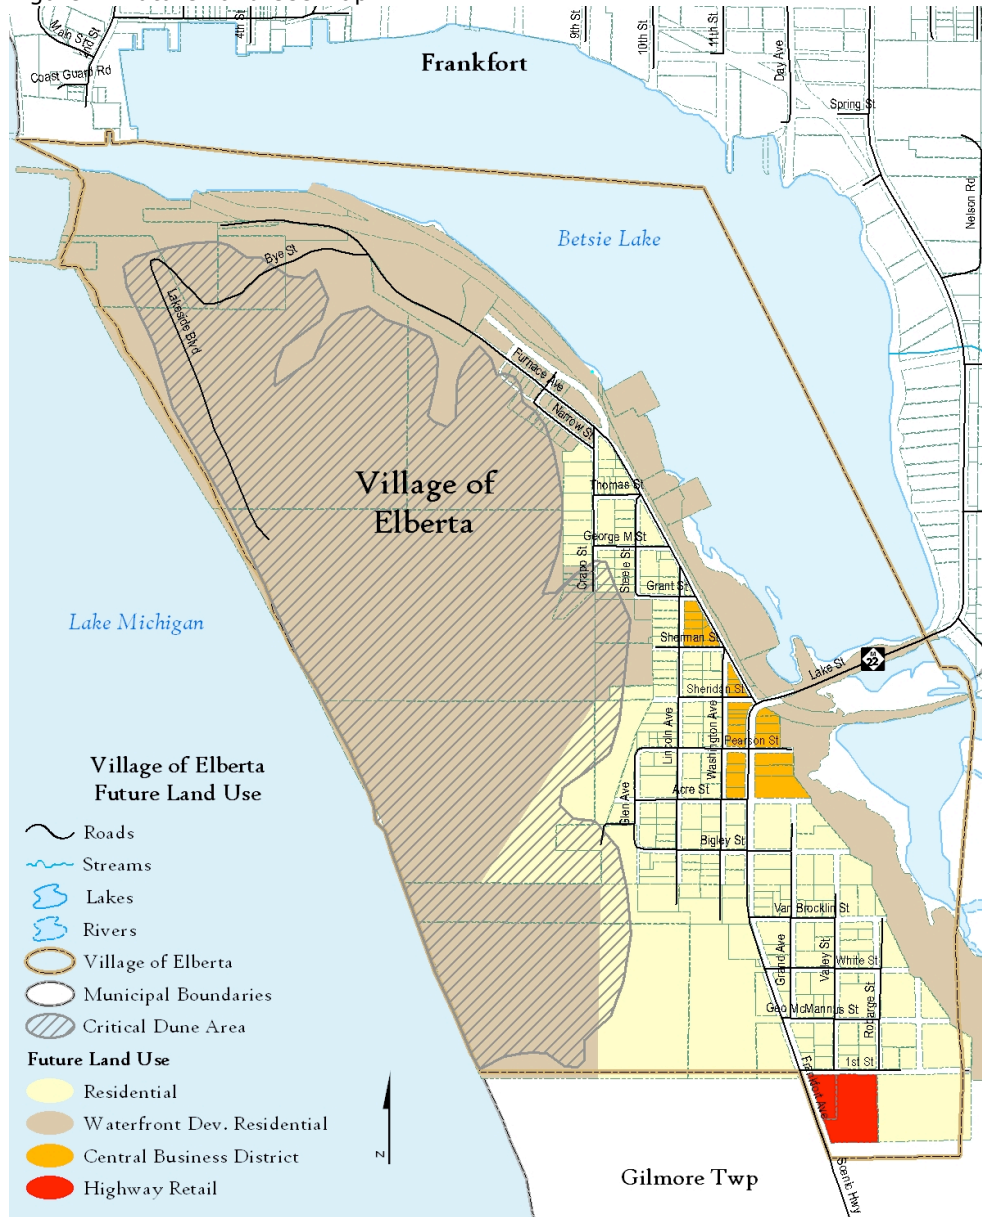 Main St
2nd St
4th St
9th St
10th St
11th St
Day Ave
Coast Guard Rd
Frankfort
Spring St
Nelson Rd
Betsie Lake
Bye St
Lakeside Blvd
Furnace Ave
Narrow St
Village of
Elberta
Thomas St
George M St
Crapo St
Steele St
Grant St
Lake Michigan
Sherman St
Lake St
M
22
Sheridan St
Lincoln Ave
Washington Ave
Pearson St
Acre St
Glen Ave
Bigley St
Van Brocklin St
Grand Ave
Valley St
White St
Robarge St
Geo McMannus St
1st St
Frankfort Ave
Scenic Hwy
Gilmore Twp
Village of Elberta
Future Land Use
Roads
Streams
Lakes
Rivers
Village of Elberta
Municipal Boundaries
Critical Dune Area
Future Land Use
Residential
Waterfront Dev. Residential
Central Business District
Highway Retail
N